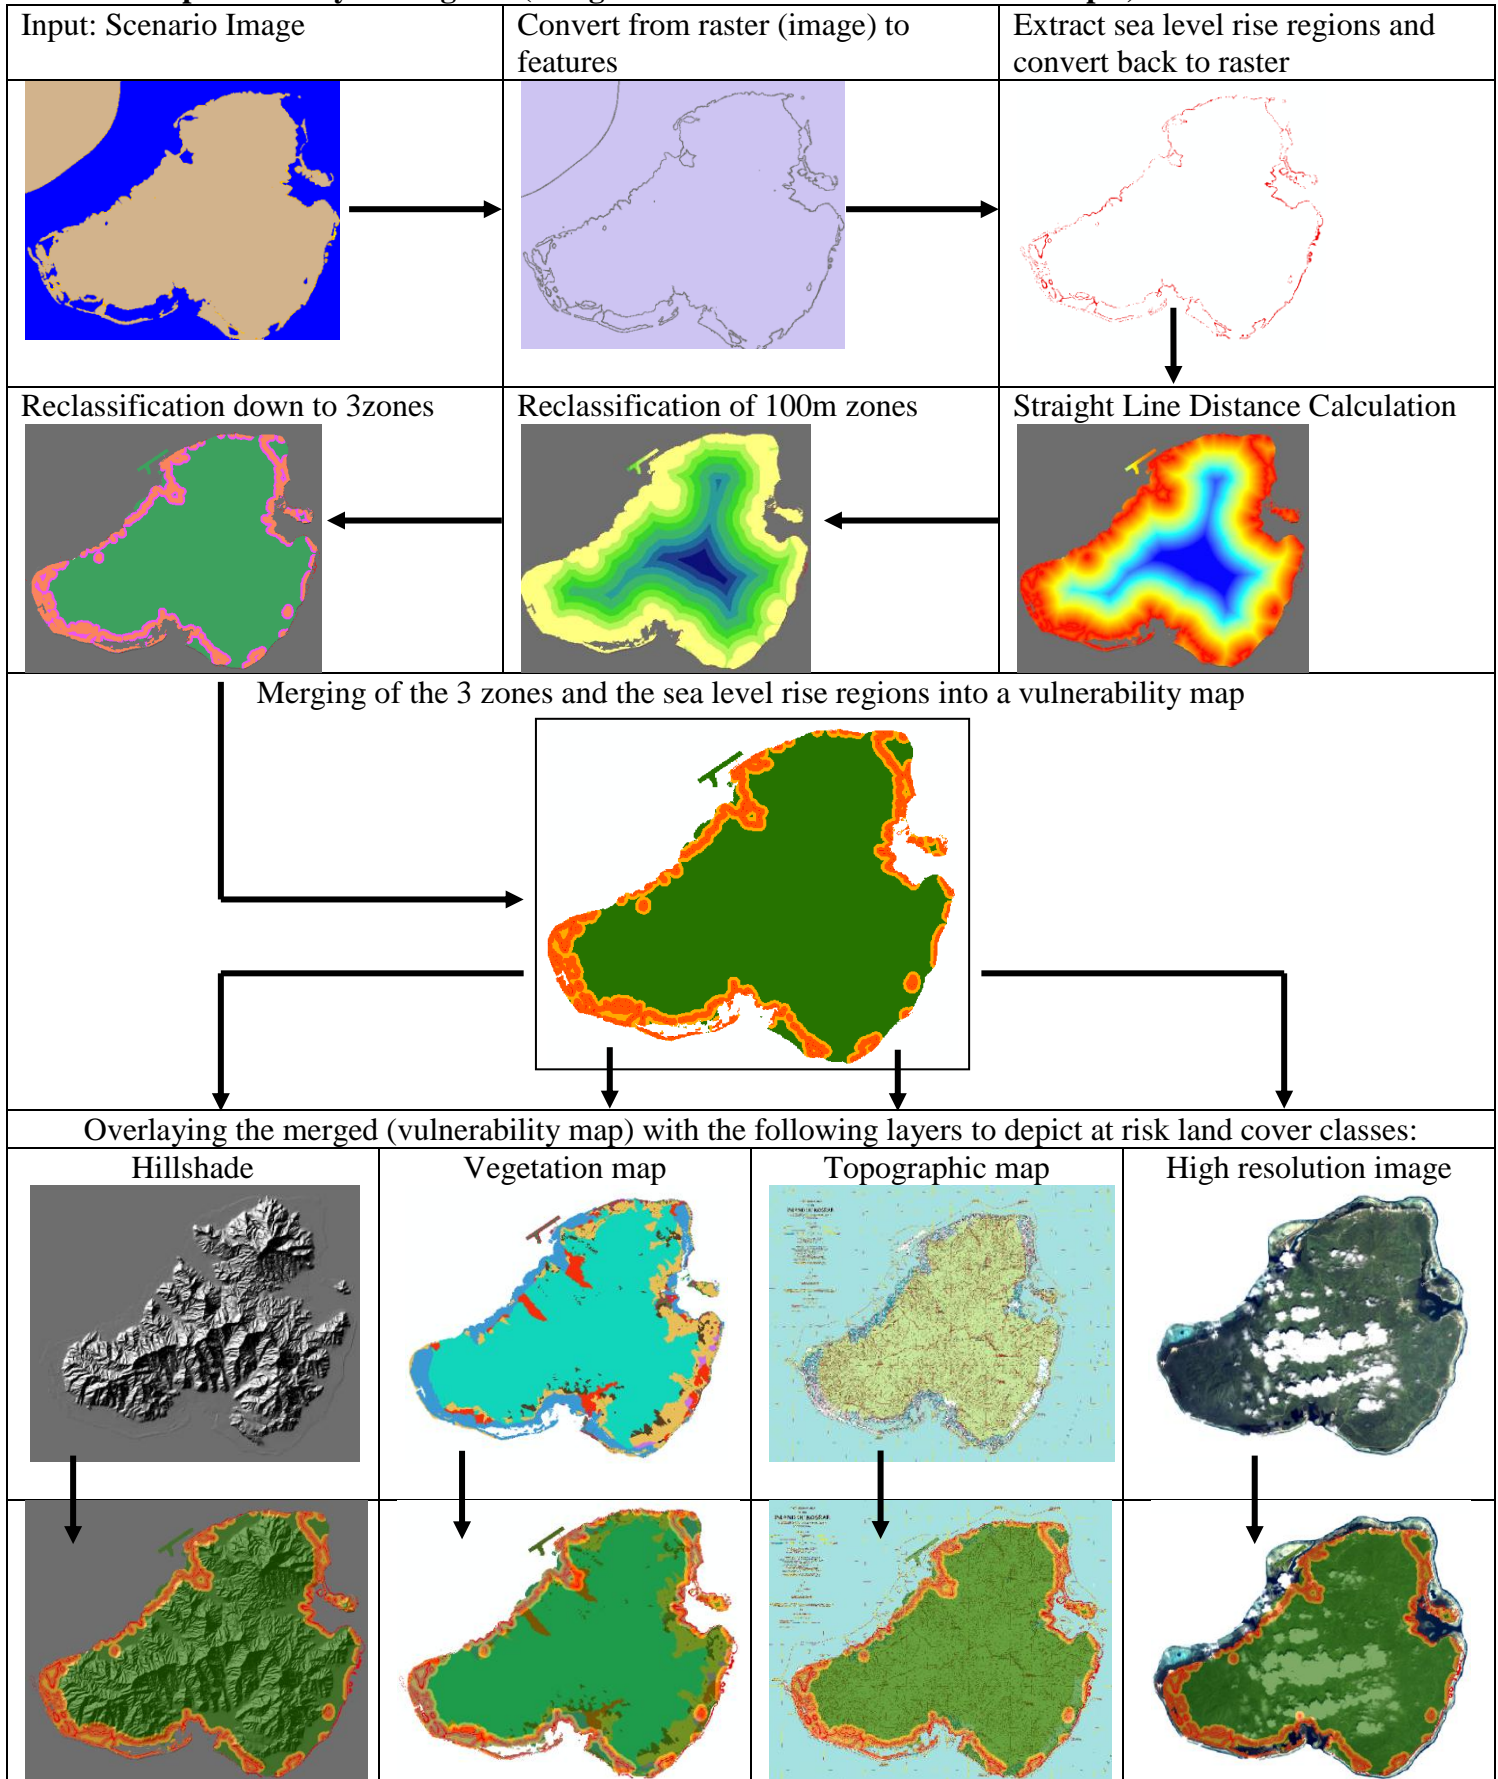 Input: Scenario Image
Convert from raster (image) to
features
Extract sea level rise regions and
convert back to raster
Reclassification down to 3zones
Reclassification of 100m zones
Straight Line Distance Calculation
Merging of the 3 zones and the sea level rise regions into a vulnerability map
Overlaying the merged (vulnerability map) with the following layers to depict at risk land cover classes:
Hillshade
Vegetation map
Topographic map
High resolution image